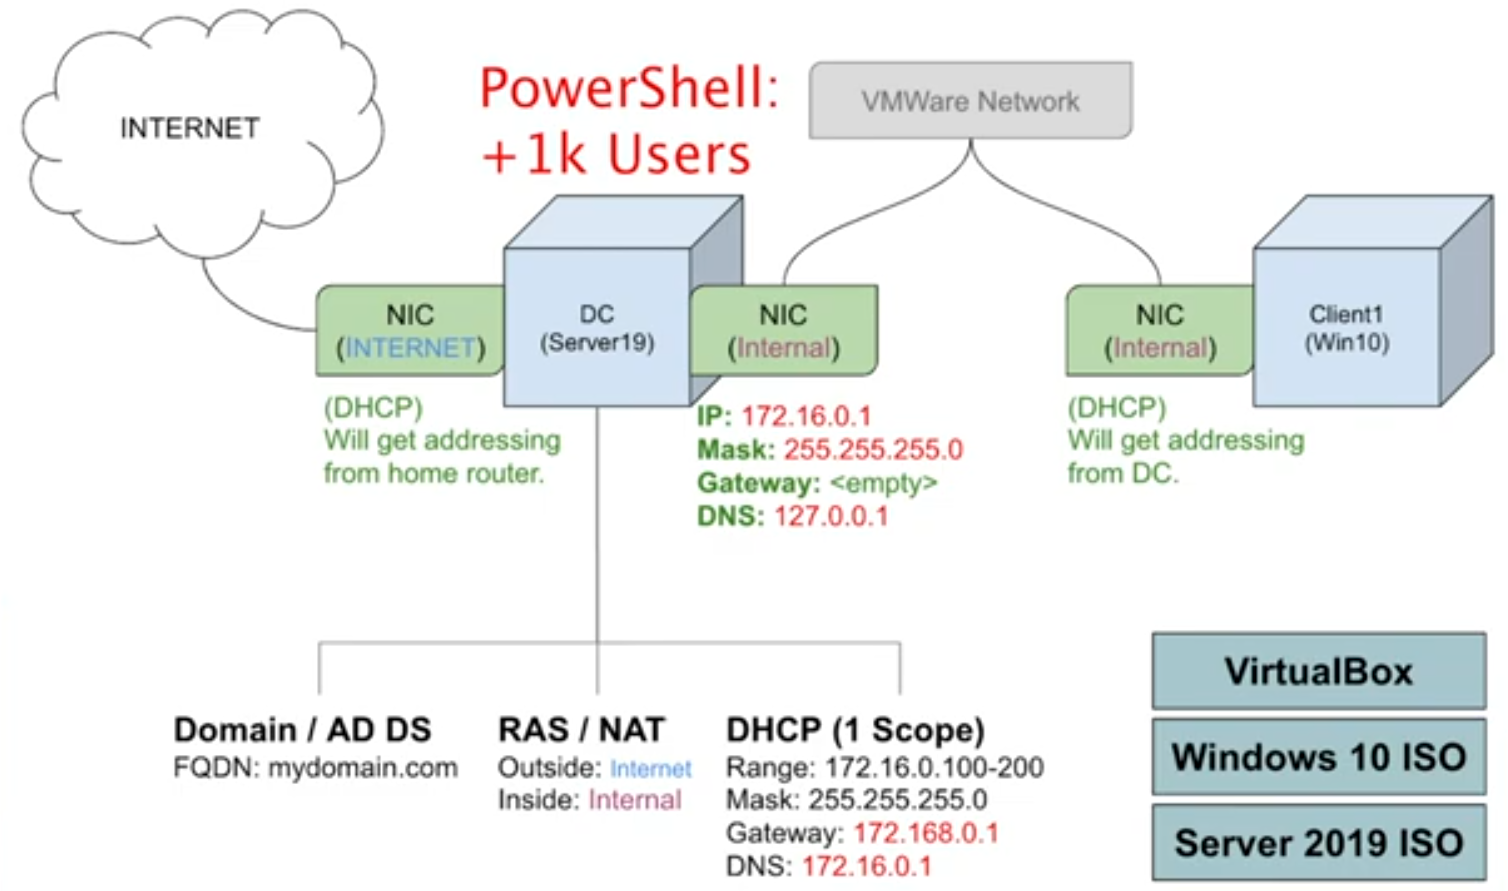 INTERNET
PowerShell:
+1k Users
VMWare Network
NIC
(INTERNET)
DC
(Server19)
NIC
(Internal)
NIC
(Internal)
Client1
(Win10)
(DHCP)
Will get addressing
from home router.
IP: 172.16.0.1
Mask: 255.255.255.0
Gateway: <empty>
DNS: 127.0.0.1
(DHCP)
Will get addressing
from DC.
Domain / AD DS
FQDN: mydomain.com
RAS / NAT
Outside: Internet
Inside: Internal
DHCP (1 Scope)
Range: 172.16.0.100-200
Mask: 255.255.255.0
Gateway: 172.168.0.1
DNS: 172.16.0.1
VirtualBox
Windows 10 ISO
Server 2019 ISO